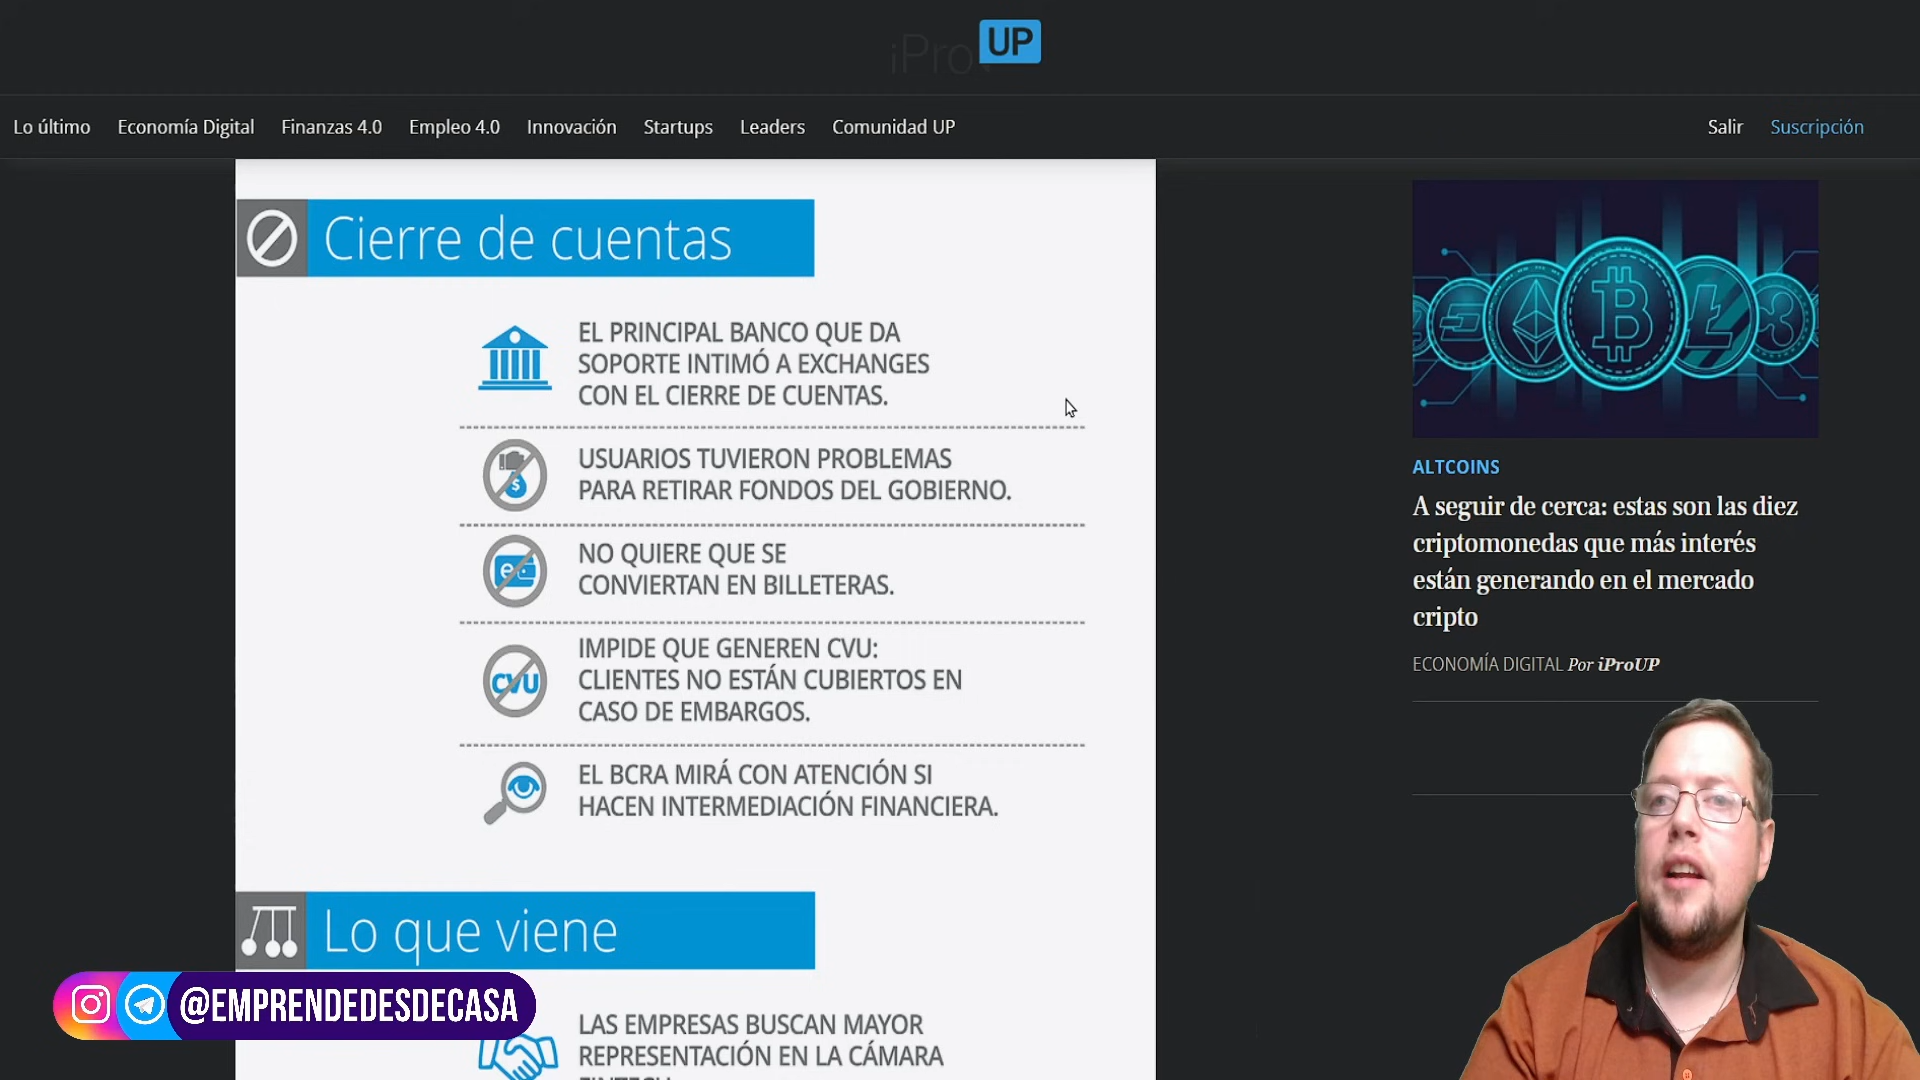 iPro UP
Lo último Economía Digital Finanzas 4.0 Empleo 4.0 Innovación Startups Leaders Comunidad UP Salir Suscripción
Cierre de cuentas
EL PRINCIPAL BANCO QUE DA
SOPORTE INTIMÓ A EXCHANGES
CON EL CIERRE DE CUENTAS.
USUARIOS TUVIERON PROBLEMAS
PARA RETIRAR FONDOS DEL GOBIERNO.
NO QUIERE QUE SE
CONVIERTAN EN BILLETERAS.
CVU
IMPIDE QUE GENEREN CVU:
CLIENTES NO ESTÁN CUBIERTOS EN
CASO DE EMBARGOS.
EL BCRA MIRÁ CON ATENCIÓN SI
HACEN INTERMEDIACIÓN FINANCIERA.
Lo que viene
LAS EMPRESAS BUSCAN MAYOR
REPRESENTACIÓN EN LA CÁMARA
ALTCOINS
A seguir de cerca: estas son las diez
criptomonedas que más interés
están generando en el mercado
cripto
ECONOMÍA DIGITAL Por iProUP
@EMPRENDEDESDECASA